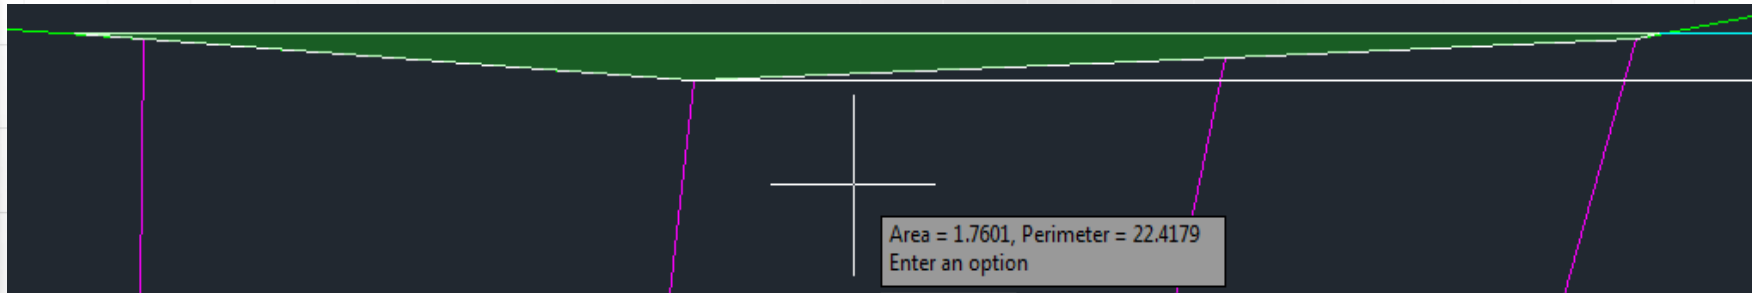 Area = 1.7601, Perimeter = 22.4179
Enter an option